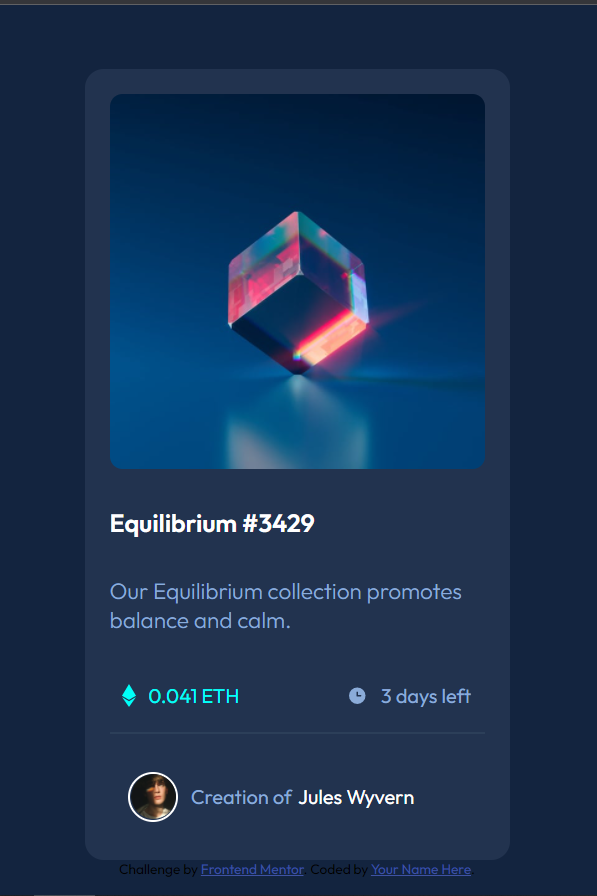 Equilibrium #3429
Our Equilibrium collection promotes
balance and calm.
0.041 ETH
3 days left
Creation of Jules Wyvern
Challenge by Frontend Mentor. Coded by Your Name Here.